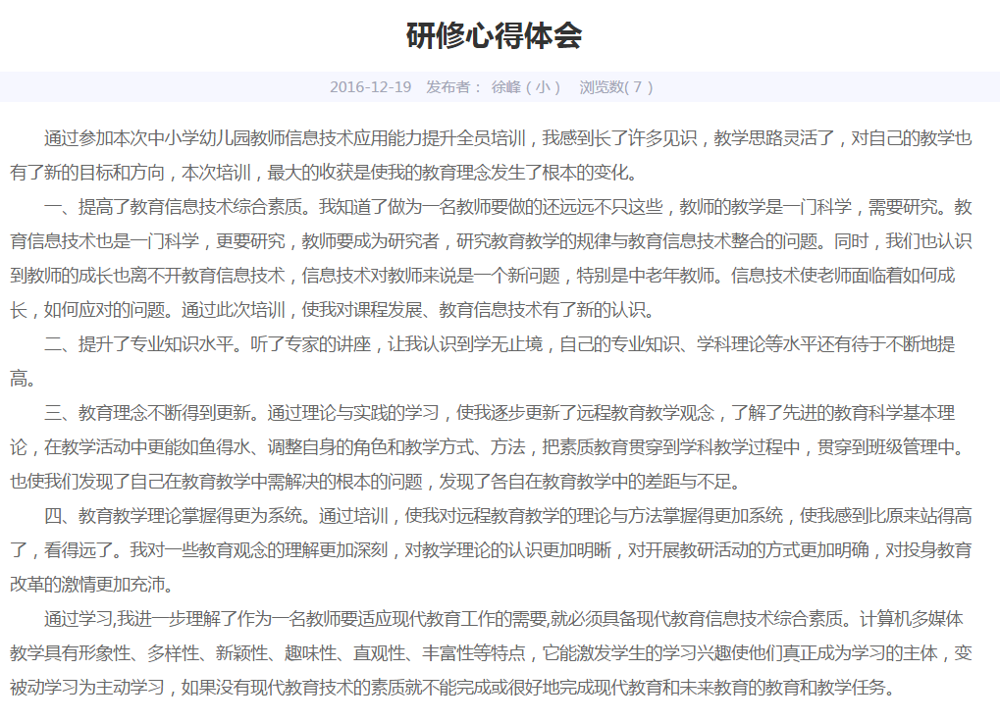 研修心得体会
2016-12-19 发布者： 徐峰（小） 浏览数( 7 )
通过参加本次中小学幼儿园教师信息技术应用能力提升全员培训，我感到长了许多见识，教学思路灵活了，对自己的教学也
有了新的目标和方向，本次培训，最大的收获是使我的教育理念发生了根本的变化。
一、提高了教育信息技术综合素质。我知道了做为一名教师要做的还远远不只这些，教师的教学是一门科学，需要研究。教
育信息技术也是一门科学，更要研究，教师要成为研究者，研究教育教学的规律与教育信息技术整合的问题。同时，我们也认识
到教师的成长也离不开教育信息技术，信息技术对教师来说是一个新问题，特别是中老年教师。信息技术使老师面临着如何成
长，如何应对的问题。通过此次培训，使我对课程发展、教育信息技术有了新的认识。
二、提升了专业知识水平。听了专家的讲座，让我认识到学无止境，自己的专业知识、学科理论等水平还有待于不断地提
高。
三、教育理念不断得到更新。通过理论与实践的学习，使我逐步更新了远程教育教学观念，了解了先进的教育科学基本理
论，在教学活动中更能如鱼得水、调整自身的角色和教学方式、方法，把素质教育贯穿到学科教学过程中，贯穿到班级管理中。
也使我们发现了自己在教育教学中需解决的根本的问题，发现了各自在教育教学中的差距与不足。
四、教育教学理论掌握得更为系统。通过培训，使我对远程教育教学的理论与方法掌握得更加系统，使我感到比原来站得高
了，看得远了。我对一些教育观念的理解更加深刻，对教学理论的认识更加明晰，对开展教研活动的方式更加明确，对投身教育
改革的激情更加充沛。
通过学习,我进一步理解了作为一名教师要适应现代教育工作的需要,就必须具备现代教育信息技术综合素质。计算机多媒体
教学具有形象性、多样性、新颖性、趣味性、直观性、丰富性等特点，它能激发学生的学习兴趣使他们真正成为学习的主体，变
被动学习为主动学习，如果没有现代教育技术的素质就不能完成或很好地完成现代教育和未来教育的教育和教学任务。